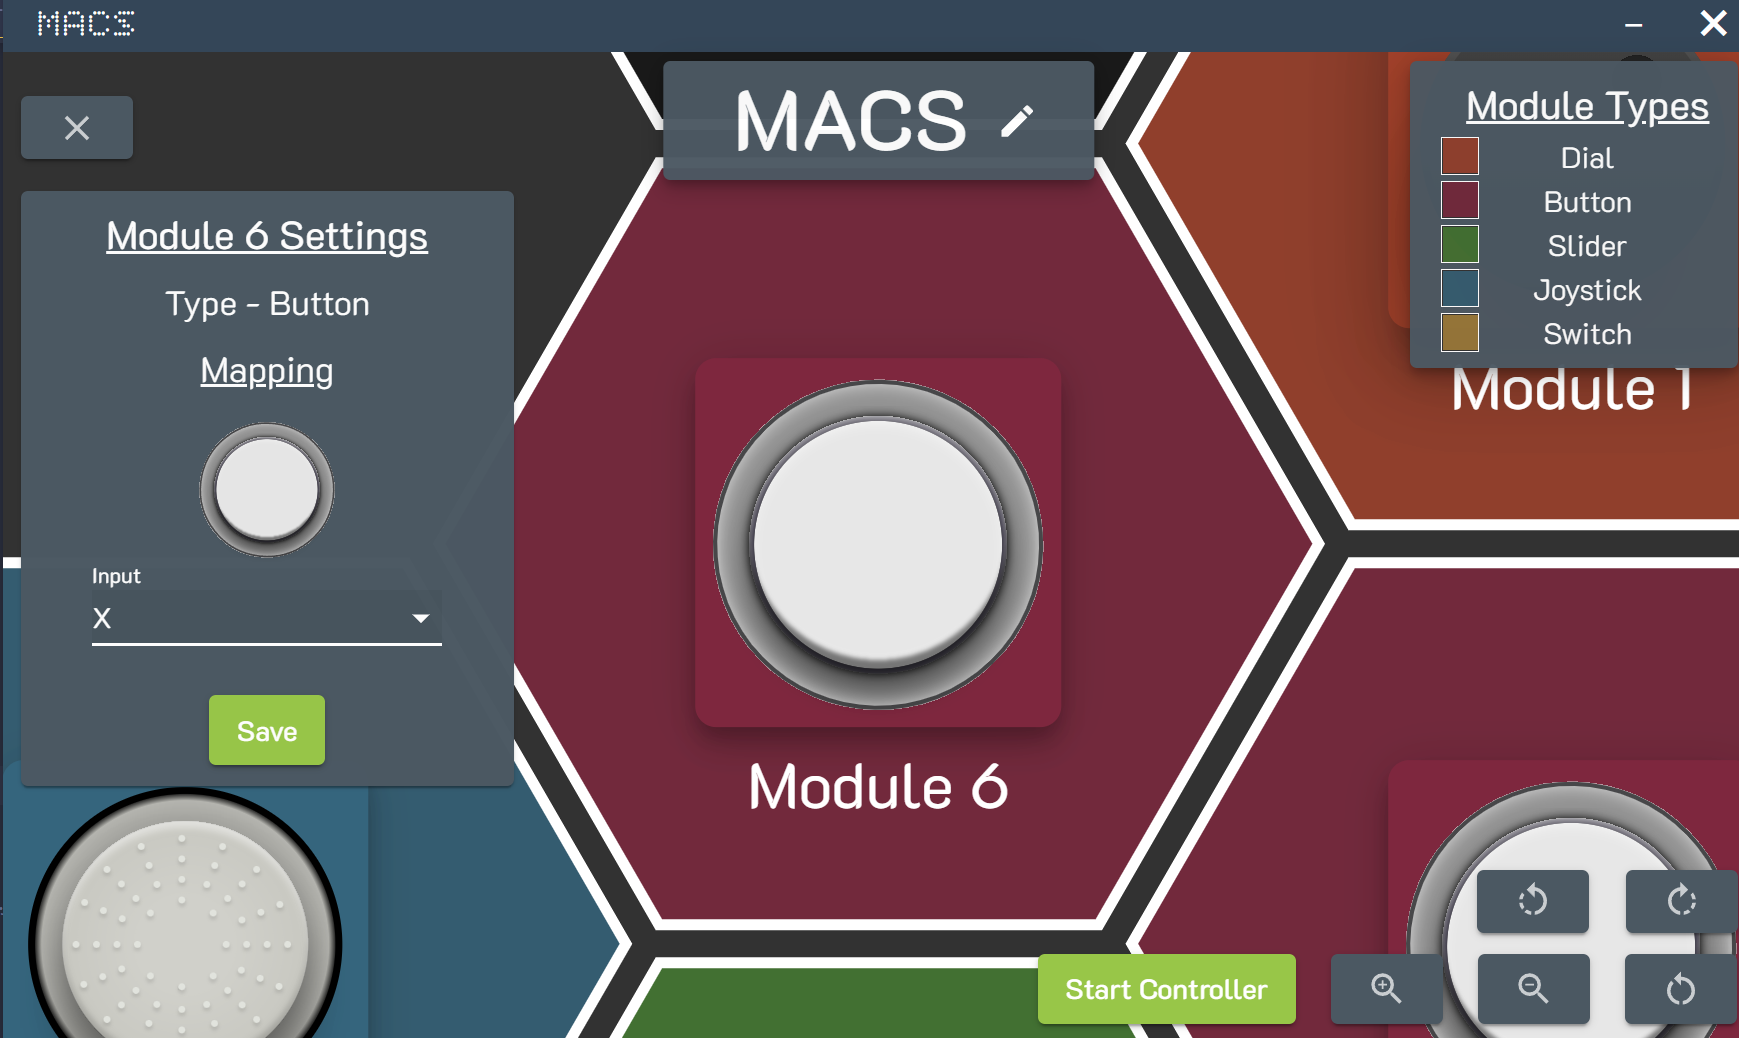 MACS
MACS
Module 6 Settings
Type - Button
Mapping
Input
X
Save
Module 6
Module Types
Dial
Button
Slider
Joystick
Switch
Module 1
Start Controller